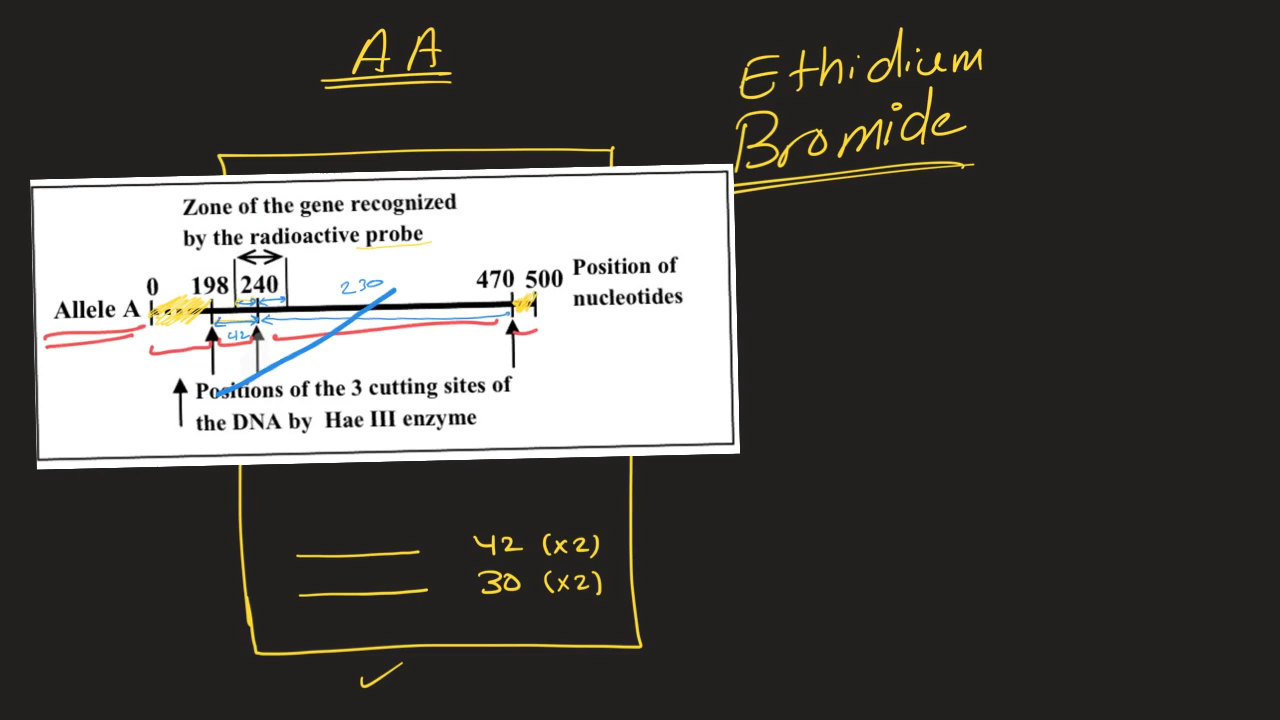 AA
Ethidium
Bromide
Zone of the gene recognized
by the radioactive probe
0 198 240 230 470 500 Position of
nucleotides
Allele A
42
Positions of the 3 cutting sites of
the DNA by Hae III enzyme
42 (x2)
30 (x2)